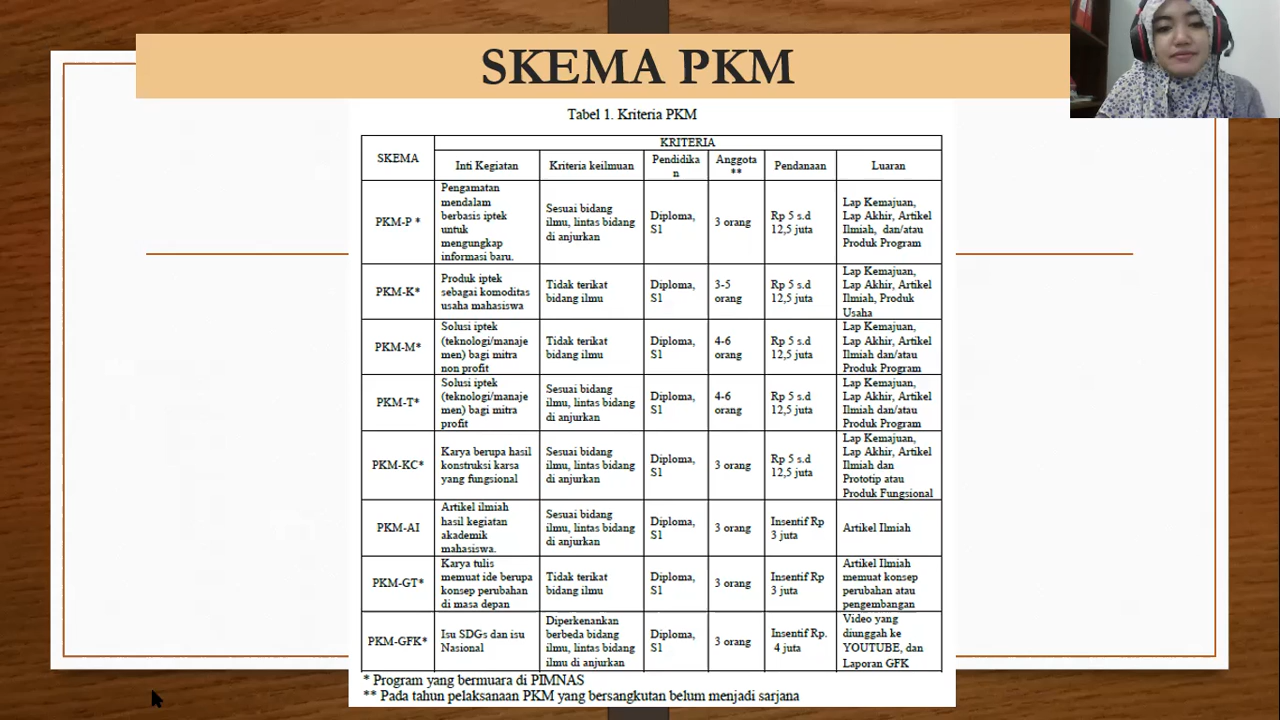 SKEMA PKM
Tabel 1. Kriteria PKM
SKEMA
KRITERIA
Inti Kegiatan
Kriteria keilmuan
Pendidika
n
Anggota
**
Pendanaan
Luaran
PKM-P *
Pengamatan
mendalam
berbasis iptek
untuk
mengungkap
informasi baru.
Sesuai bidang
ilmu, lintas bidang
di anjurkan
Diploma,
S1
3 orang
Rp 5 s.d
12,5 juta
Lap Kemajuan,
Lap Akhir, Artikel
Ilmiah, dan/atau
Produk Program
PKM-K*
Produk iptek
sebagai komoditas
usaha mahasiswa
Tidak terikat
bidang ilmu
Diploma,
S1
3-5
orang
Rp 5 s.d
12,5 juta
Lap Kemajuan,
Lap Akhir, Artikel
Ilmiah, Produk
Usaha
PKM-M*
Solusi iptek
(teknologi/manaje
men) bagi mitra
non profit
Tidak terikat
bidang ilmu
Diploma,
S1
4-6
orang
Rp 5 s.d
12,5 juta
Lap Kemajuan,
Lap Akhir, Artikel
Ilmiah dan/atau
Produk Program
PKM-T*
Solusi iptek
(teknologi/manaje
men) bagi mitra
profit
Sesuai bidang
ilmu, lintas bidang
di anjurkan
Diploma,
S1
4-6
orang
Rp 5 s.d
12,5 juta
Lap Kemajuan,
Lap Akhir, Artikel
Ilmiah dan/atau
Produk Program
PKM-KC*
Karya berupa hasil
konstruksi karsa
yang fungsional
Sesuai bidang
ilmu, lintas bidang
di anjurkan
Diploma,
S1
3 orang
Rp 5 s.d
12,5 juta
Lap Kemajuan,
Lap Akhir, Artikel
Ilmiah dan
Prototip atau
Produk Fungsional
PKM-AI
Artikel ilmiah
hasil kegiatan
akademik
mahasiswa.
Sesuai bidang
ilmu, lintas bidang
di anjurkan
Diploma,
S1
3 orang
Insentif Rp
3 juta
Artikel Ilmiah
PKM-GT*
Karya tulis
memuat ide berupa
konsep perubahan
di masa depan
Tidak terikat
bidang ilmu
Diploma,
S1
3 orang
Insentif Rp
3 juta
Artikel Ilmiah
memuat konsep
perubahan atau
pengembangan
PKM-GFK*
Isu SDGs dan isu
Nasional
Diperkenankan
berbeda bidang
ilmu, lintas bidang
ilmu di anjurkan
Diploma,
S1
3 orang
Insentif Rp.
4 juta
Video yang
diunggah ke
YOUTUBE, dan
Laporan GFK
* Program yang bermuara di PIMNAS
** Pada tahun pelaksanaan PKM yang bersangkutan belum menjadi sarjana